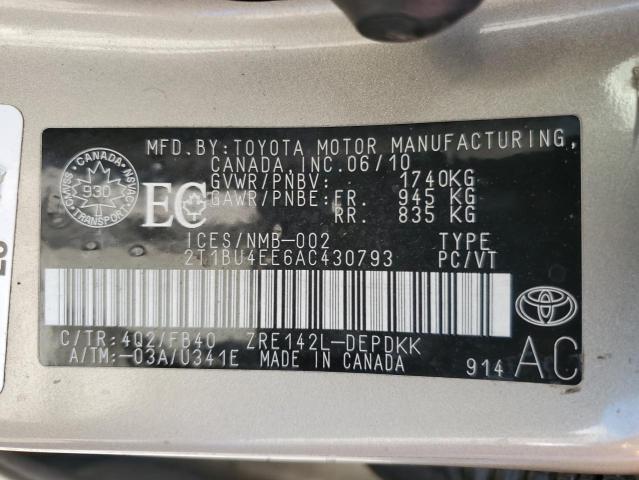 MFD.BY:TOYOTA MOTOR MANUFACTURING,
CANADA,INC.06/10
GVWR/PNBV: 1740KG
GAWR/PNBE:FR. 945 KG
RR. 835 KG
CANADA
930
TRANSPORT
EC
ICES/NMB-002 TYPE
2T1BU4EE6AC430793 PC/VT
C/TR:4Q2/FB40 ZRE142L-DEPDKK
A/TM:-03A/U341E MADE IN CANADA
914 AC